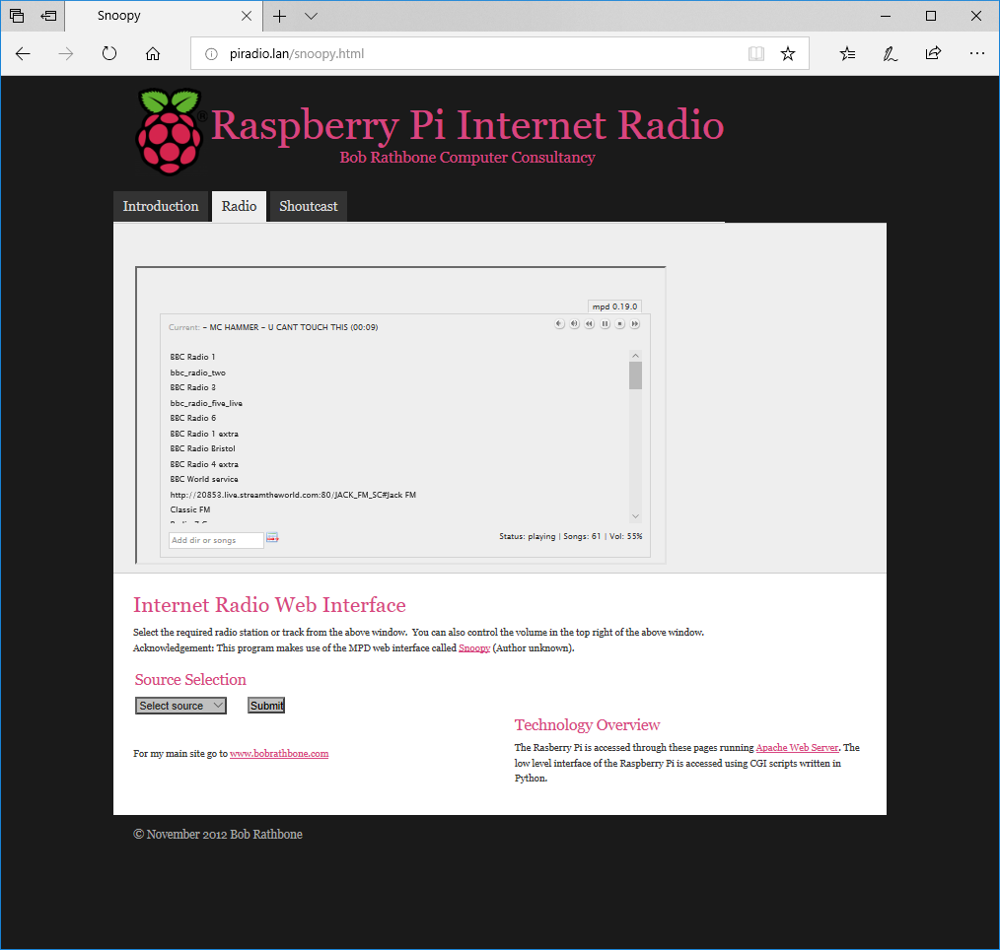 Snoopy
piradio.lan/snoopy.html
®
Raspberry Pi Internet Radio
Bob Rathbone Computer Consultancy
Introduction Radio Shoutcast
mpd 0.19.0
Current: - MC HAMMER - U CANT TOUCH THIS (00:09)
BBC Radio 1
bbc_radio_two
BBC Radio 3
bbc_radio_five_live
BBC Radio 6
BBC Radio 1 extra
BBC Radio Bristol
BBC Radio 4 extra
BBC World service
http://20853.live.streamtheworld.com:80/JACK_FM_SC#Jack FM
Classic FM
Add dir or songs
Status: playing | Songs: 61 | Vol: 55%
Internet Radio Web Interface
Select the required radio station or track from the above window. You can also control the volume in the top right of the above window.
Acknowledgement: This program makes use of the MPD web interface called Snoopy (Author unknown).
Source Selection
Select source Submit
For my main site go to www.bobrathbone.com
Technology Overview
The Rasberry Pi is accessed through these pages running Apache Web Server. The
low level interface of the Raspberry Pi is accessed using CGI scripts written in
Python.
© November 2012 Bob Rathbone